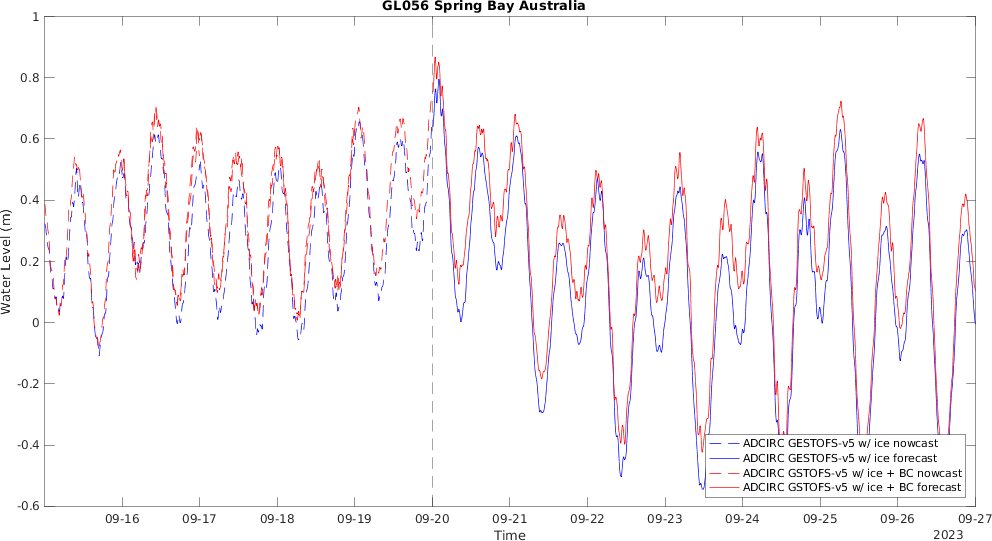 GL056 Spring Bay Australia
1
0.8
0.6
0.4
0.2
0
-0.2
-0.4
-0.6
Water Level (m)
ADCIRC GESTOFS-v5 w/ ice nowcast
ADCIRC GESTOFS-v5 w/ ice forecast
ADCIRC GSTOFS-v5 w/ ice + BC nowcast
ADCIRC GSTOFS-v5 w/ ice + BC forecast
09-16 09-17 09-18 09-19 09-20 09-21 09-22 09-23 09-24 09-25 09-26 09-27
Time
2023